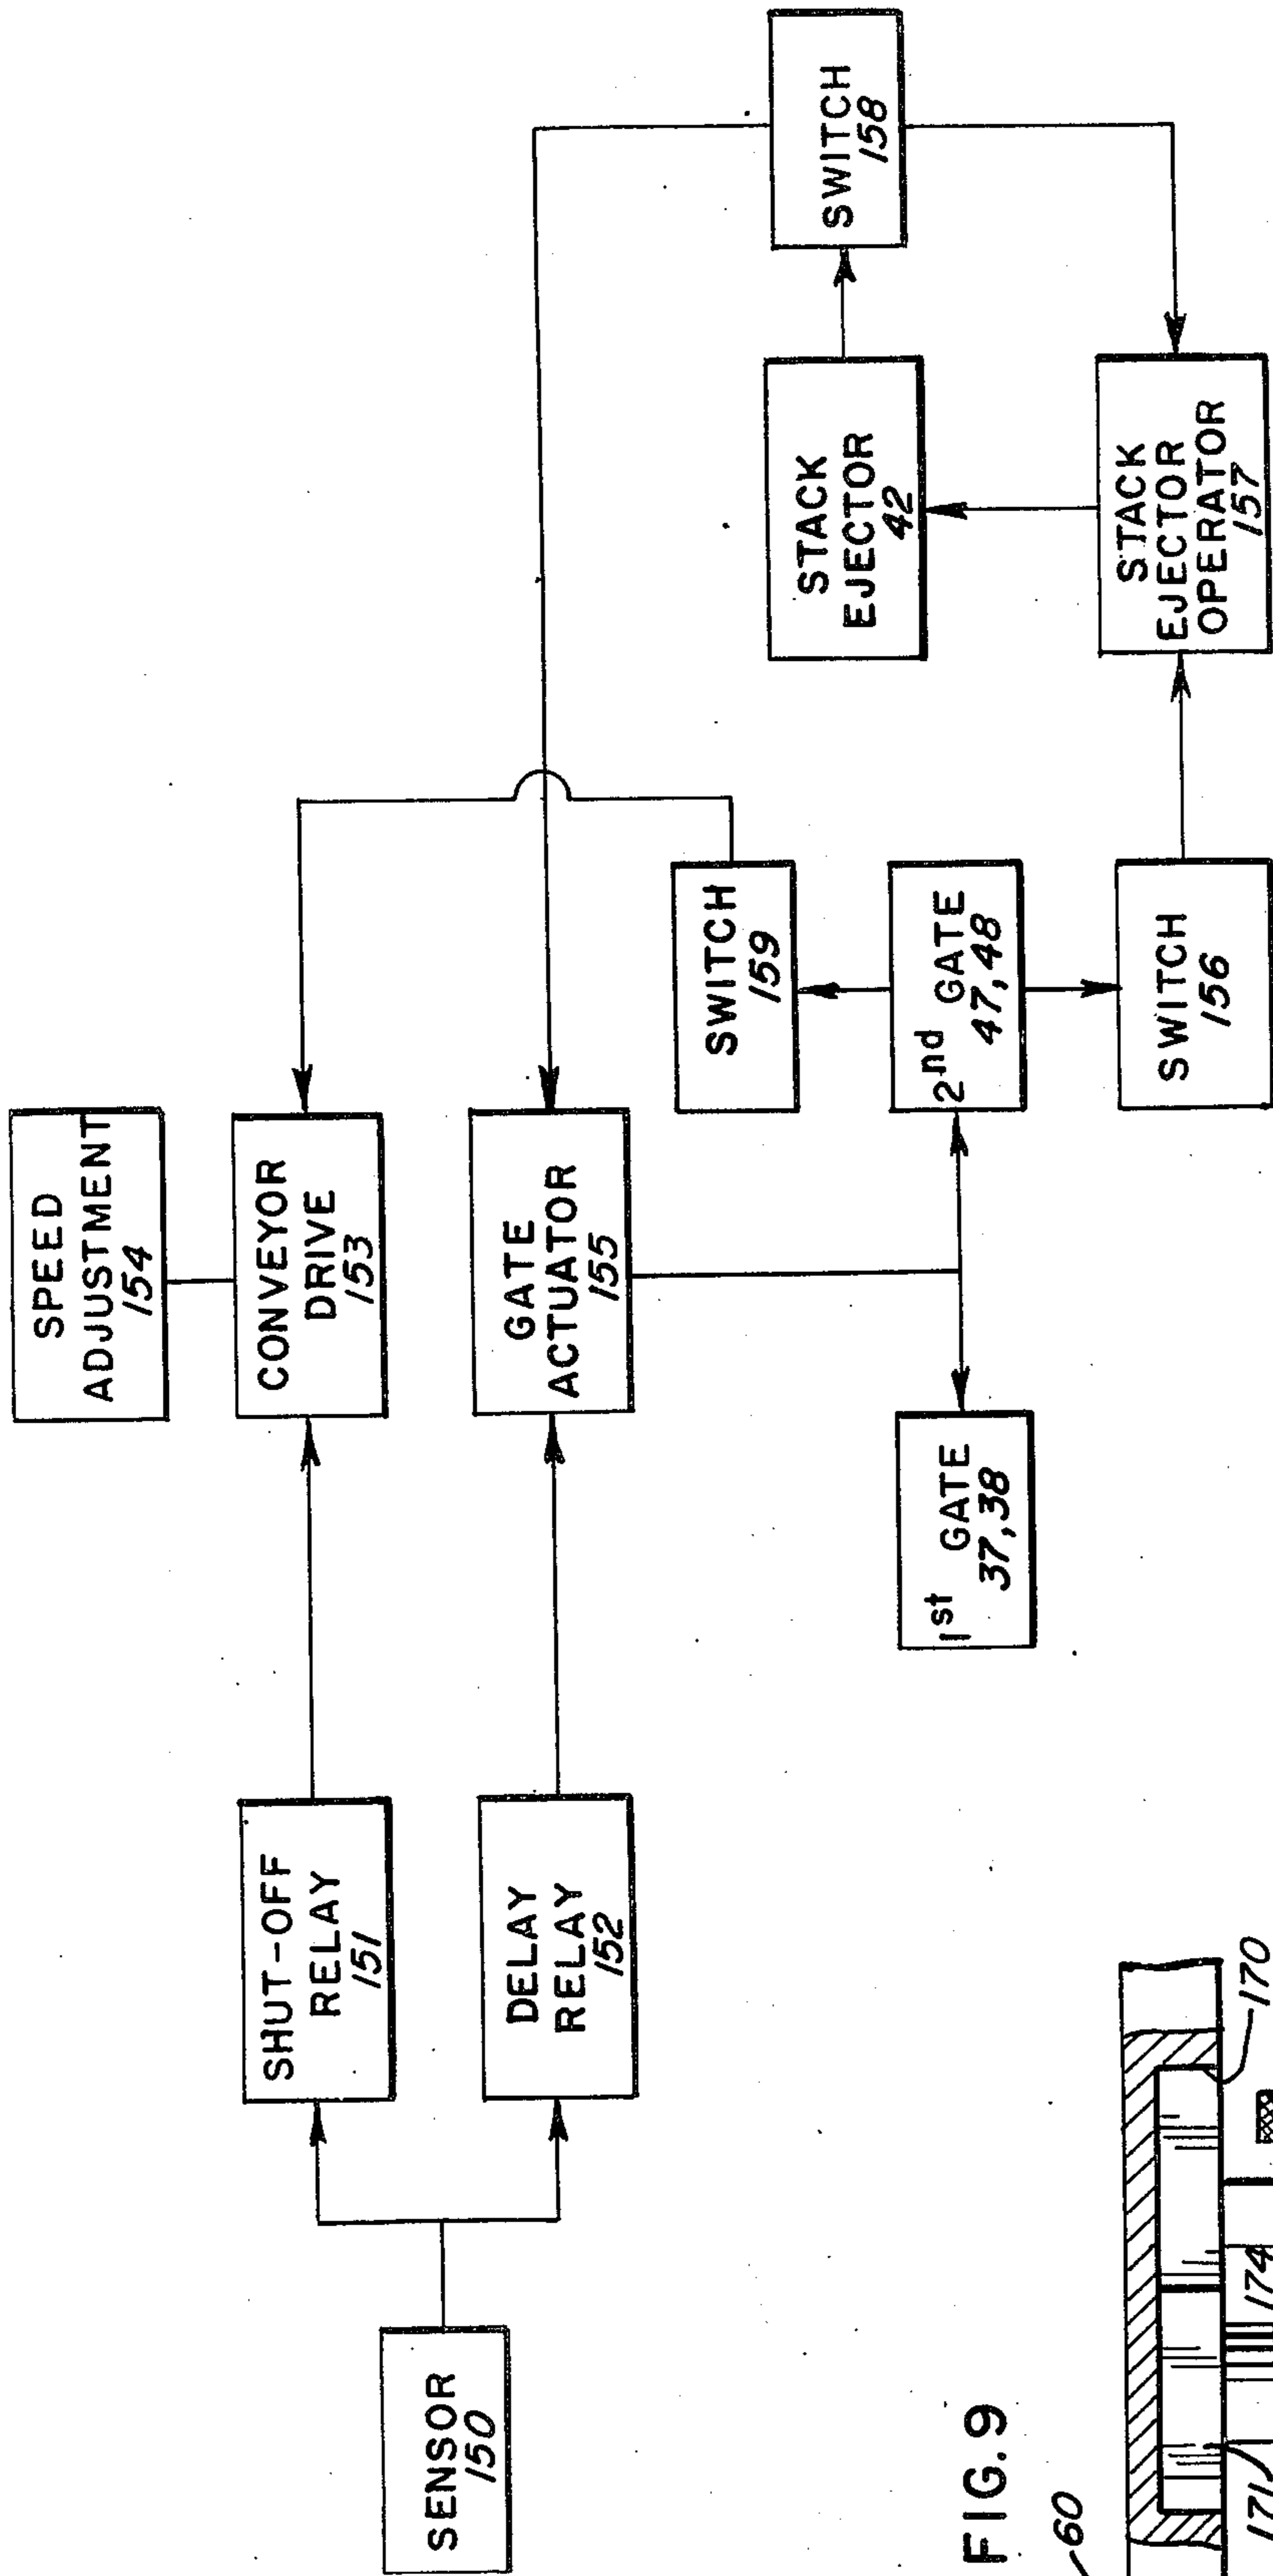 SPEED
ADJUSTMENT
154
SHUT-OFF
RELAY
151
CONVEYOR
DRIVE
153
SENSOR
150
DELAY
RELAY
152
GATE
ACTUATOR
155
SWITCH
159
STACK
EJECTOR
42
SWITCH
158
1st GATE
37,38
2nd GATE
47,48
SWITCH
156
STACK
EJECTOR
OPERATOR
157
FIG. 9
60
170
171
174